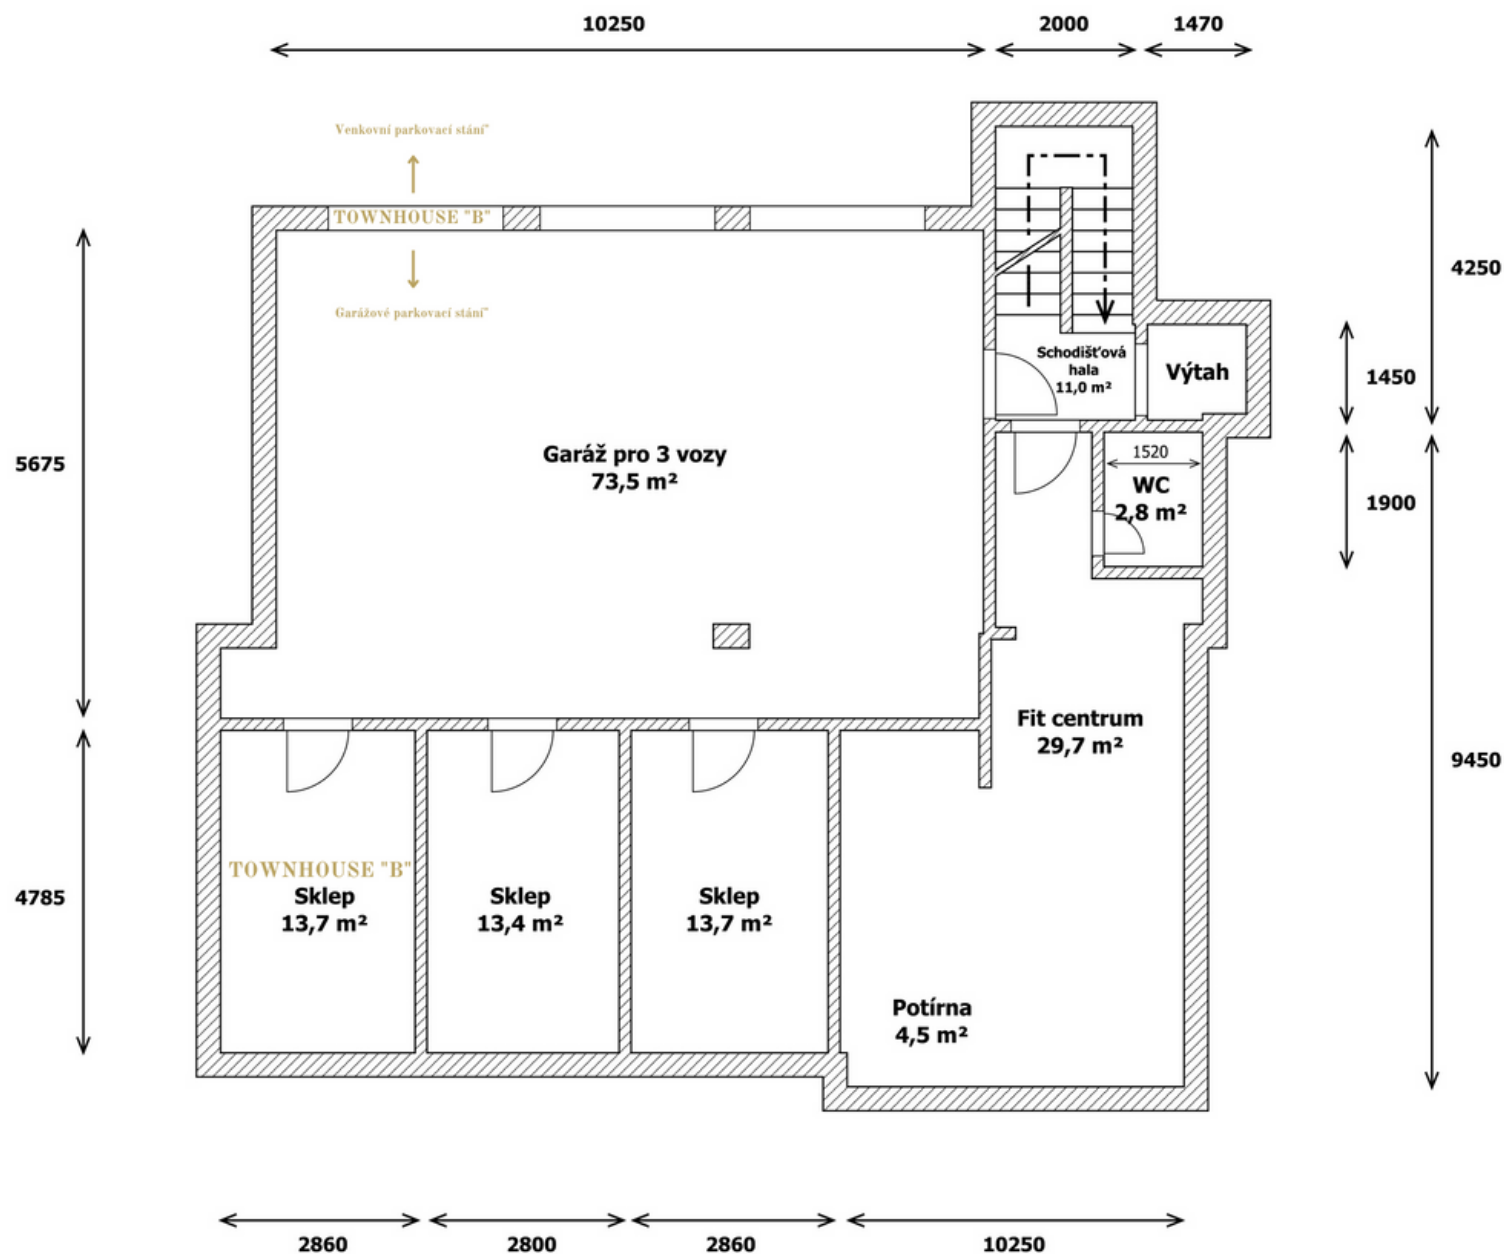 10250
2000
1470
Venkovní parkovací stání"
TOWNHOUSE "B"
Garážové parkovací stání"
4250
Schodišťová
hala
11,0 m²
Výtah
1450
Garáž pro 3 vozy
73,5 m²
5675
1520
WC
2,8 m²
1900
Fit centrum
29,7 m²
9450
TOWNHOUSE "B"
Sklep
13,7 m²
Sklep
13,4 m²
Sklep
13,7 m²
4785
Potírna
4,5 m²
2860
2800
2860
10250